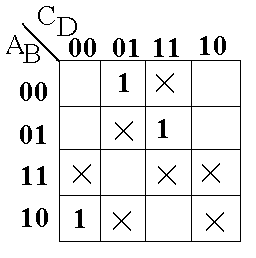 C D
A B 00 01 11 10
00 1 ×
01 × 1
11 × × ×
10 1 × ×